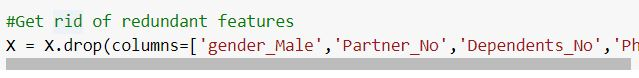 #Get rid of redundant features
X = X.drop(columns=['gender_Male','Partner_No','Dependents_No','Ph